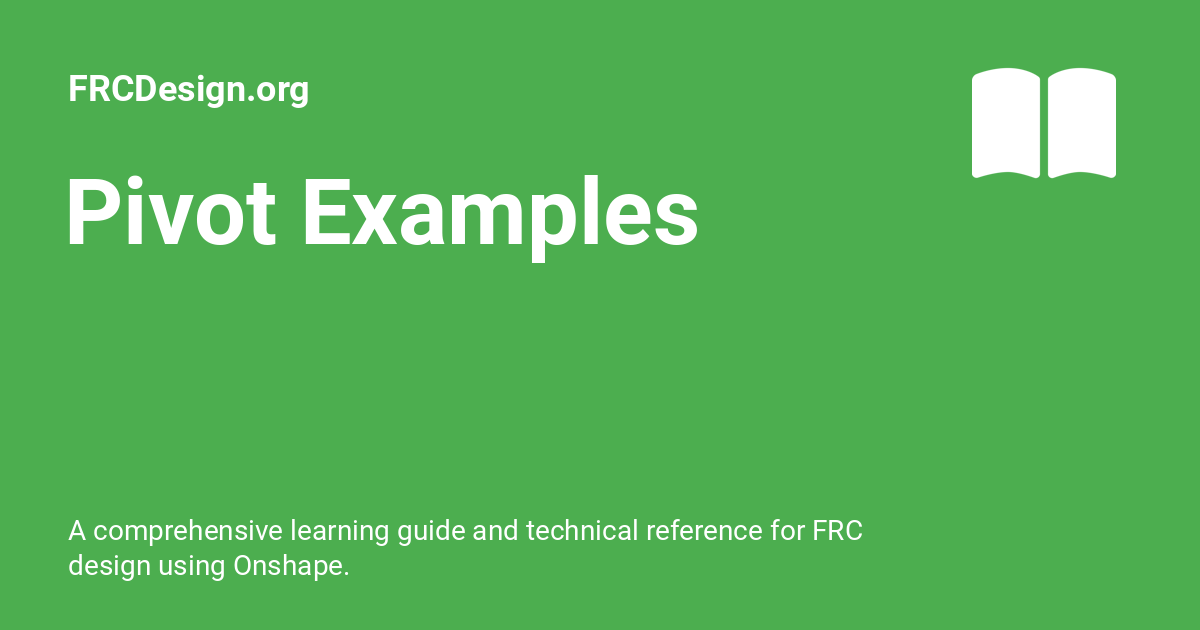 FRCDesign.org
Pivot Examples
A comprehensive learning guide and technical reference for FRC
design using Onshape.